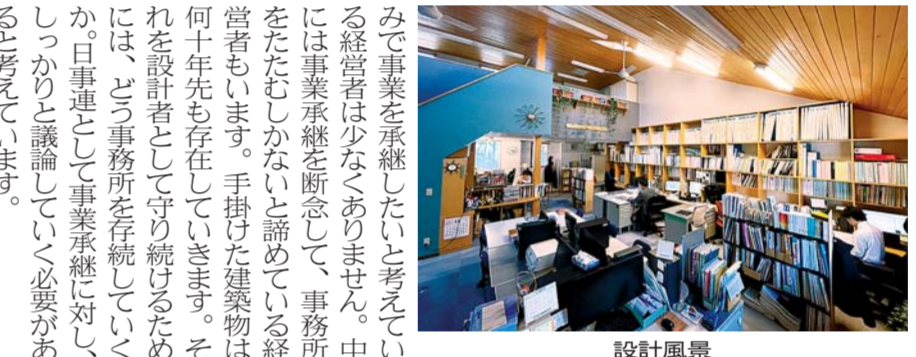 みで事業を承継したいと考えてい
る経営者は少なくありません。中
には事業承継を断念して、事務所
をたたむしかないと諦めている経
営者もいます。手掛けた建築物は
何十年先も存在していきます。そ
れを設計者として守り続けるため
には、どう事務所を存続していく
か。日事連として事業承継に対し、
しっかりと議論していく必要があ
ると考えています。
設計風景